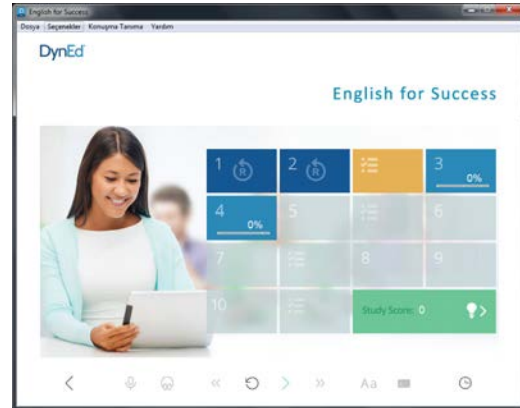 English for Success
Dosya Seçenekler Konuşma Tanıma Yardım
DynEd
English for Success
1 R 2 R 3 0%
4 0% 5 6
7 8 9
10 Study Score: 0
Aa